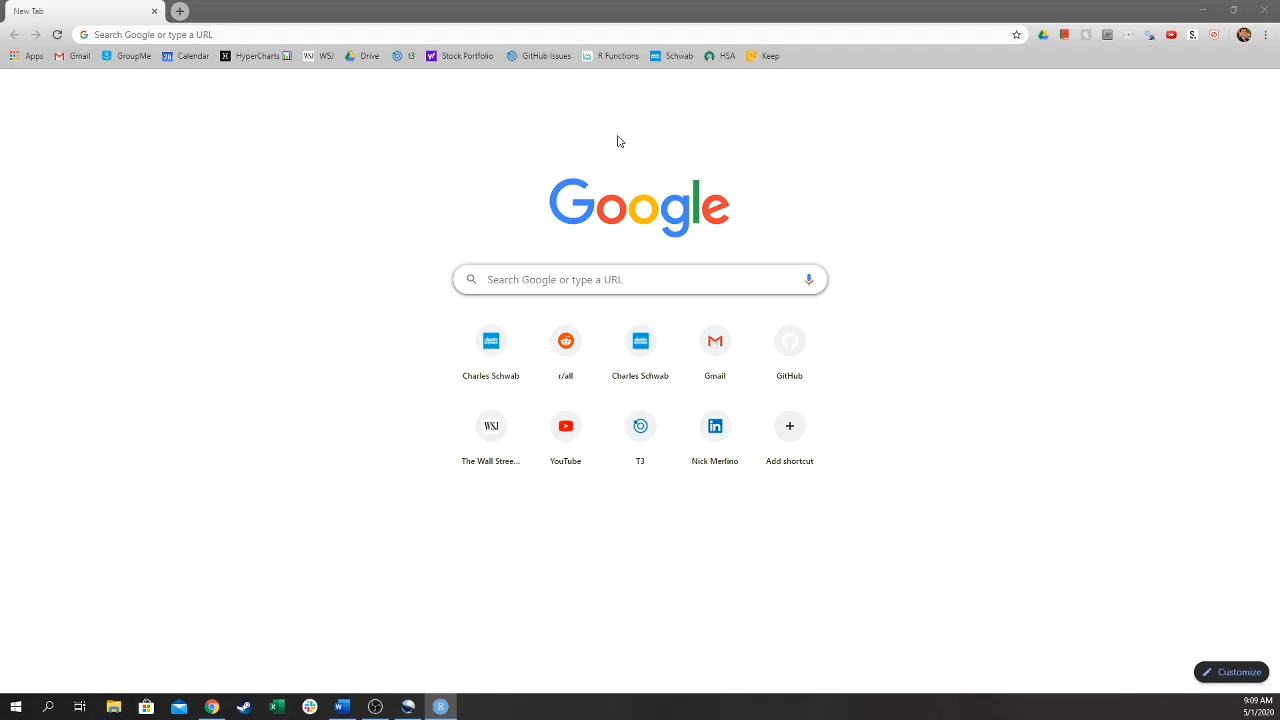 New Tab
Search Google or type a URL
Apps Gmail GroupMe Calendar HyperCharts WSJ WSJ Drive t3 Stock Portfolio GitHub Issues R Functions Schwab HSA Keep
Google
Search Google or type a URL
Charles Schwab r/all Charles Schwab Gmail GitHub
WSJ
The Wall Stree... YouTube T3 Nick Merlino Add shortcut
Customize
9:09 AM
5/1/2020